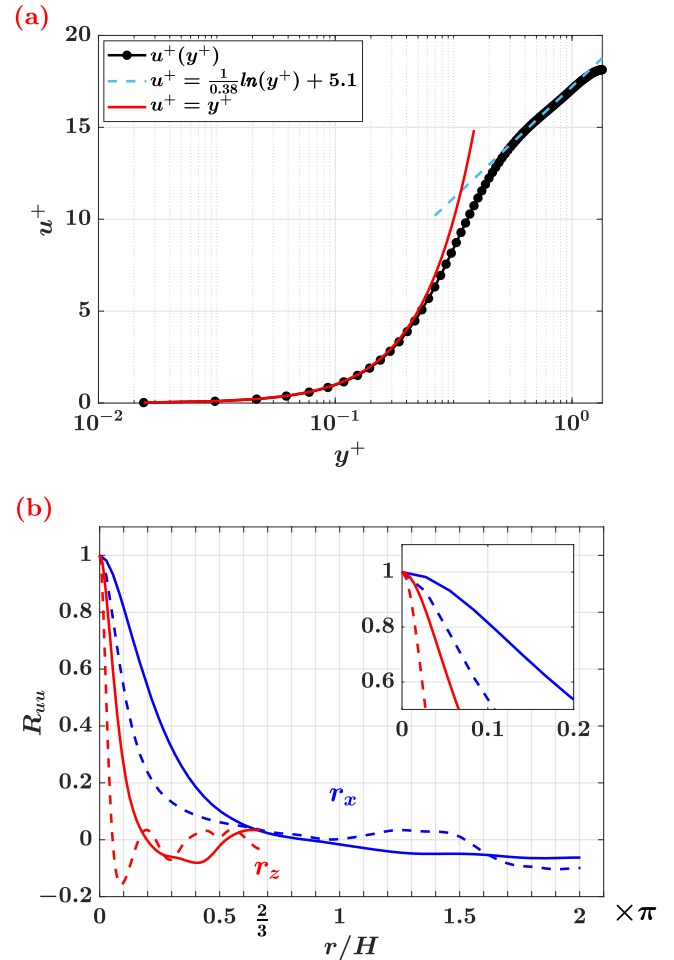 (a)
20
15
10
5
0
u⁺
u⁺(y⁺)
u⁺ = 1/0.38 ln(y⁺) + 5.1
u⁺ = y⁺
10⁻² 10⁻¹ 10⁰
y⁺
(b)
1
0.8
0.6
0.4
0.2
0
−0.2
R_uu
1
0.8
0.6
0 0.1 0.2
r_x
r_z
0 0.5 2/3 1 1.5 2 ×π
r/H